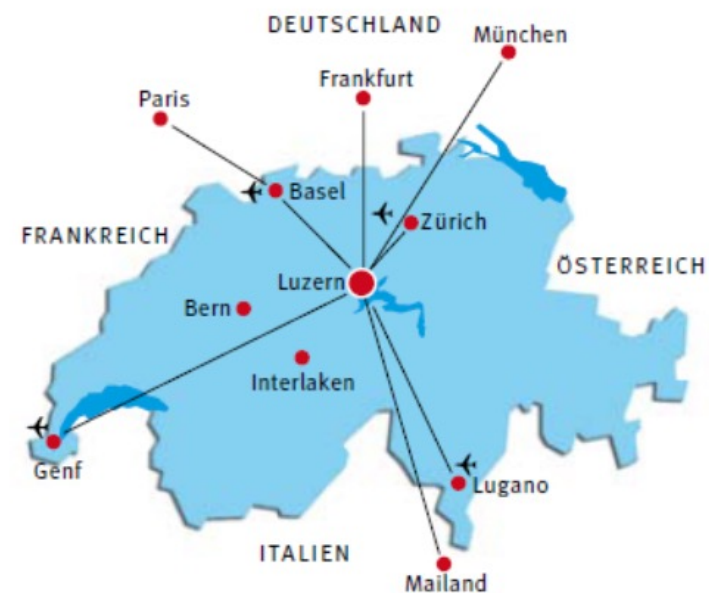 DEUTSCHLAND
München
Frankfurt
Paris
Basel
Zürich
FRANKREICH
ÖSTERREICH
Luzern
Bern
Interlaken
Genf
Lugano
ITALIEN
Mailand